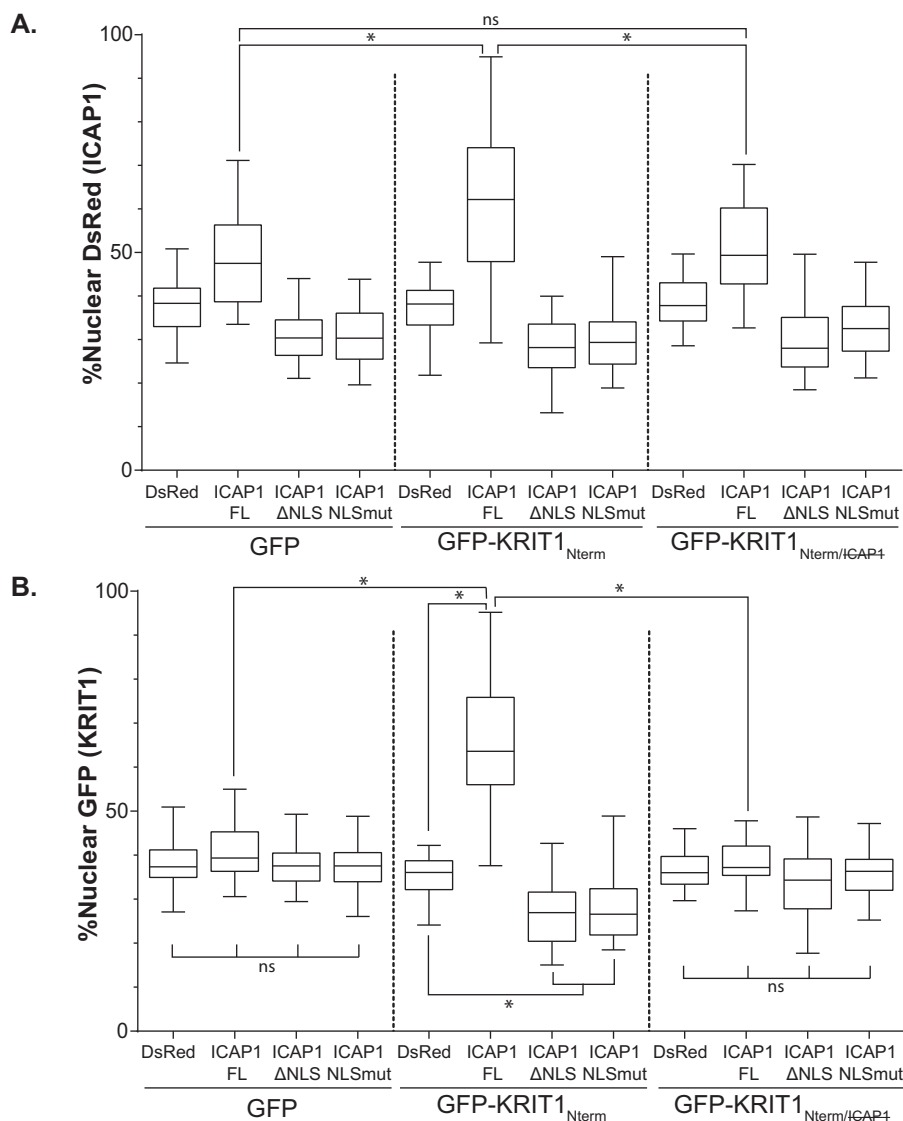 A.
ns
* *
100
50
0
%Nuclear DsRed (ICAP1)
DsRed ICAP1 ICAP1 ICAP1 DsRed ICAP1 ICAP1 ICAP1 DsRed ICAP1 ICAP1 ICAP1
FL ΔNLS NLSmut FL ΔNLS NLSmut FL ΔNLS NLSmut
GFP GFP-KRIT1Nterm GFP-KRIT1Nterm/ICAP1
B.
* * *
100
50
0
%Nuclear GFP (KRIT1)
ns * ns
DsRed ICAP1 ICAP1 ICAP1 DsRed ICAP1 ICAP1 ICAP1 DsRed ICAP1 ICAP1 ICAP1
FL ΔNLS NLSmut FL ΔNLS NLSmut FL ΔNLS NLSmut
GFP GFP-KRIT1Nterm GFP-KRIT1Nterm/ICAP1